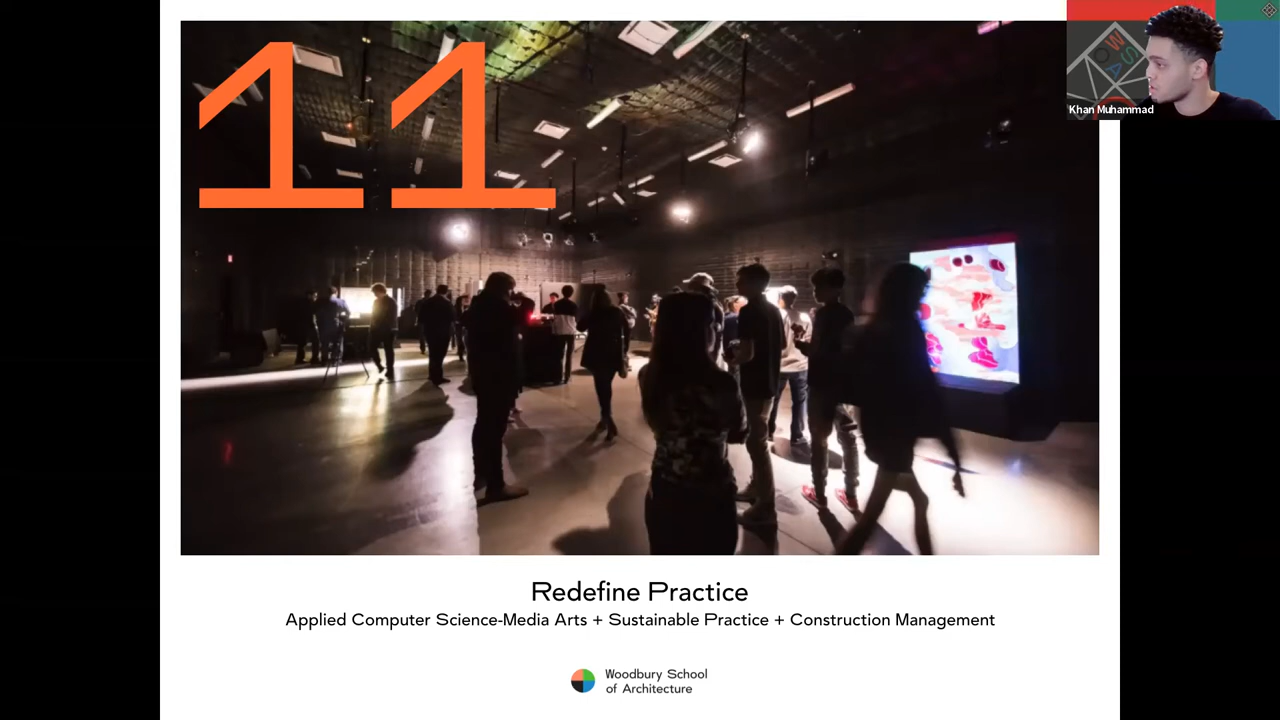 11
Khan Muhammad
Redefine Practice
Applied Computer Science-Media Arts + Sustainable Practice + Construction Management
Woodbury School
of Architecture